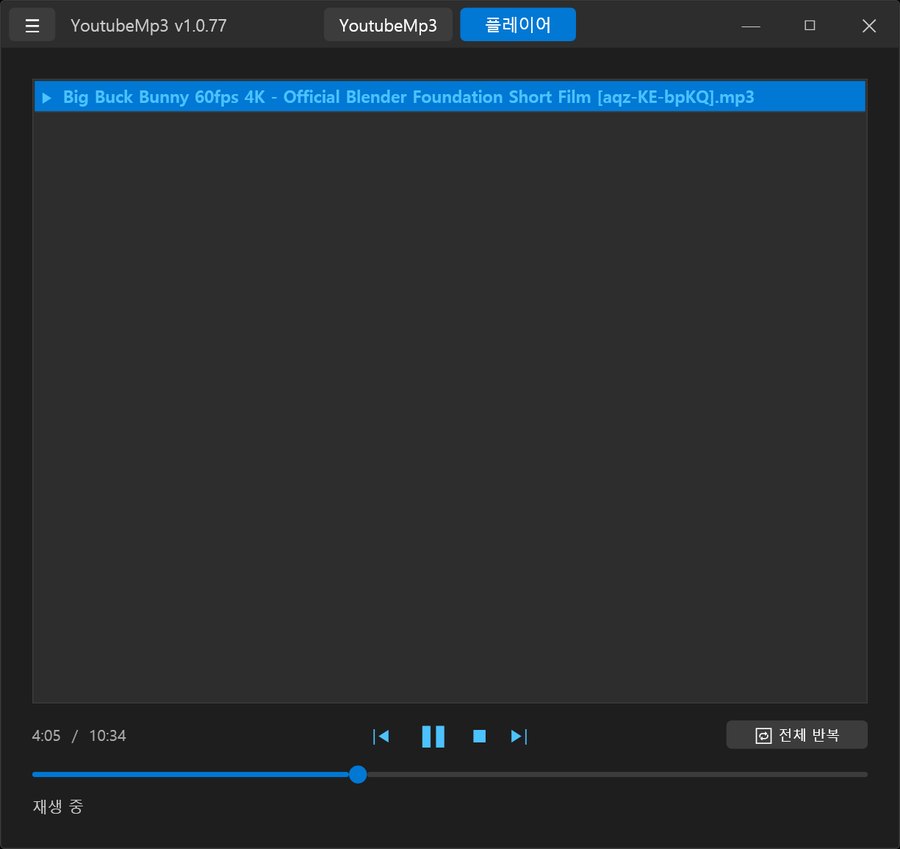 YoutubeMp3 v1.0.77
YoutubeMp3
플레이어
Big Buck Bunny 60fps 4K - Official Blender Foundation Short Film [aqz-KE-bpKQ].mp3
4:05 / 10:34
전체 반복
재생 중